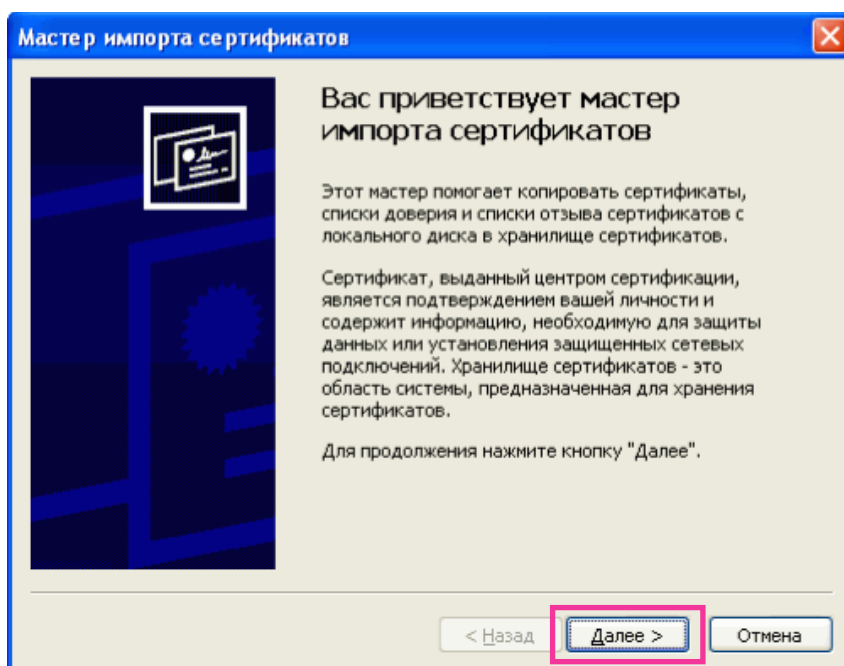 Мастер импорта сертификатов
Вас приветствует мастер
импорта сертификатов
Этот мастер помогает копировать сертификаты,
списки доверия и списки отзыва сертификатов с
локального диска в хранилище сертификатов.
Сертификат, выданный центром сертификации,
является подтверждением вашей личности и
содержит информацию, необходимую для защиты
данных или установления защищенных сетевых
подключений. Хранилище сертификатов - это
область системы, предназначенная для хранения
сертификатов.
Для продолжения нажмите кнопку "Далее".
< Назад
Далее >
Отмена